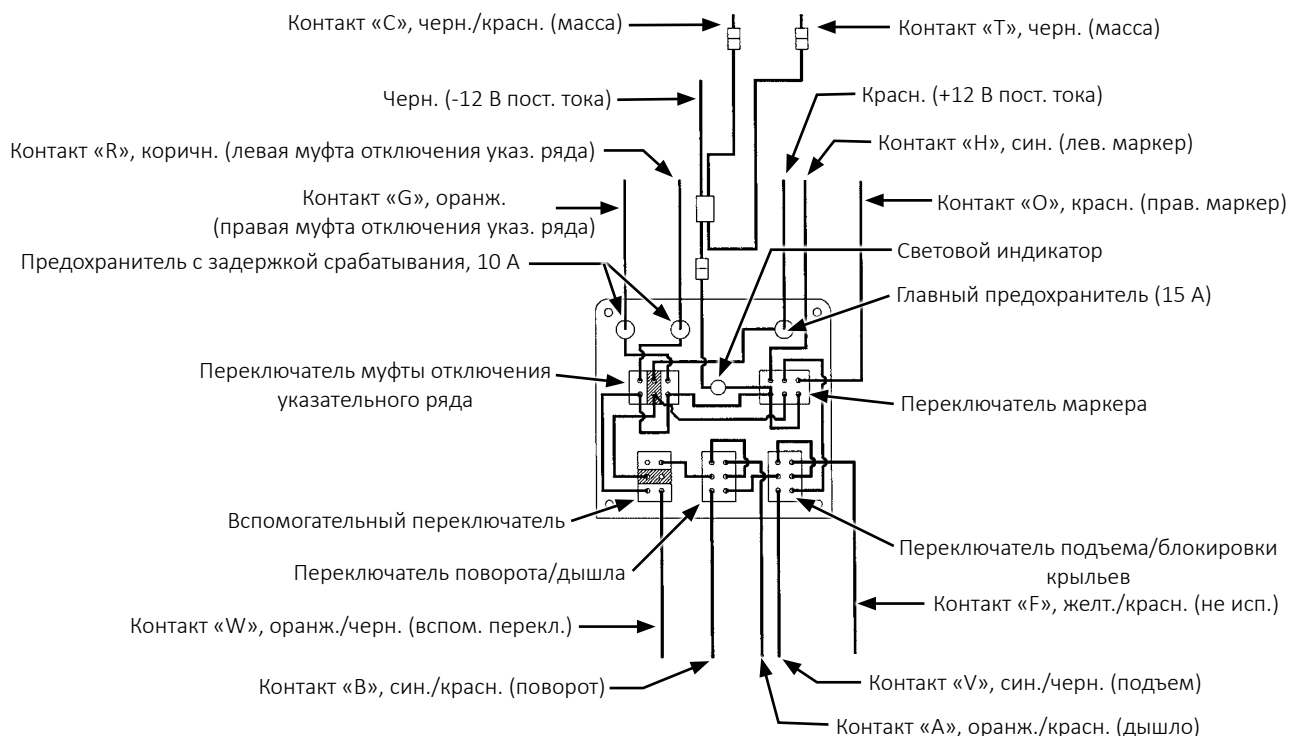 Контакт «C», черн./красн. (масса)
Контакт «T», черн. (масса)
Черн. (-12 В пост. тока)
Красн. (+12 В пост. тока)
Контакт «R», коричн. (левая муфта отключения указ. ряда)
Контакт «H», син. (лев. маркер)
Контакт «G», оранж.
(правая муфта отключения указ. ряда)
Контакт «O», красн. (прав. маркер)
Предохранитель с задержкой срабатывания, 10 А
Световой индикатор
Главный предохранитель (15 А)
Переключатель муфты отключения
указательного ряда
Переключатель маркера
Вспомогательный переключатель
Переключатель поворота/дышла
Переключатель подъема/блокировки
крыльев
Контакт «F», желт./красн. (не исп.)
Контакт «W», оранж./черн. (вспом. перекл.)
Контакт «B», син./красн. (поворот)
Контакт «V», син./черн. (подъем)
Контакт «A», оранж./красн. (дышло)